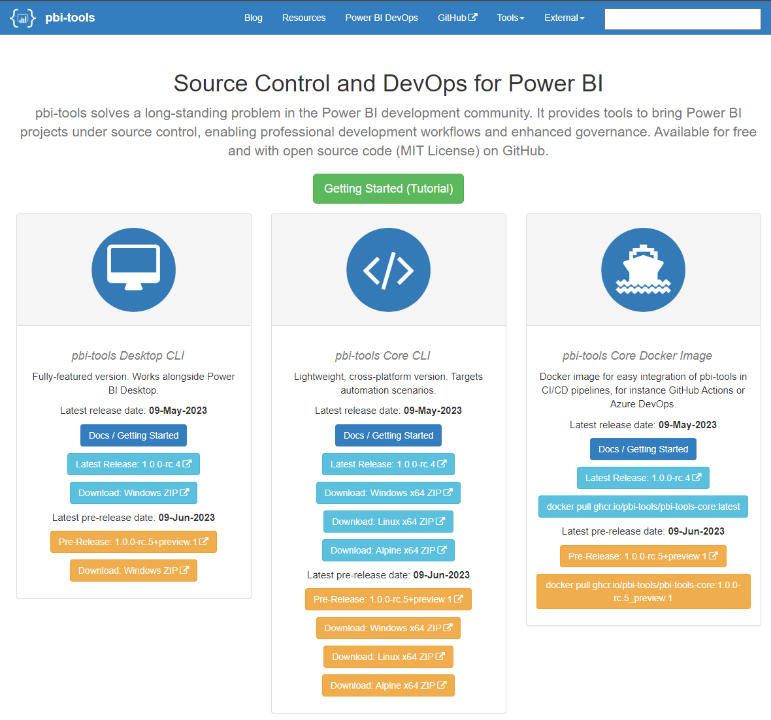 pbi-tools
Blog
Resources
Power BI DevOps
GitHub
Tools
External
Source Control and DevOps for Power BI
pbi-tools solves a long-standing problem in the Power BI development community. It provides tools to bring Power BI
projects under source control, enabling professional development workflows and enhanced governance. Available for free
and with open source code (MIT License) on GitHub.
Getting Started (Tutorial)
pbi-tools Desktop CLI
Fully-featured version. Works alongside Power
BI Desktop.
Latest release date: 09-May-2023
Docs / Getting Started
Latest Release: 1.0.0-rc.4
Download: Windows ZIP
Latest pre-release date: 09-Jun-2023
Pre-Release: 1.0.0-rc.5+preview.1
Download: Windows ZIP
pbi-tools Core CLI
Lightweight, cross-platform version. Targets
automation scenarios.
Latest release date: 09-May-2023
Docs / Getting Started
Latest Release: 1.0.0-rc.4
Download: Windows x64 ZIP
Download: Linux x64 ZIP
Download: Alpine x64 ZIP
Latest pre-release date: 09-Jun-2023
Pre-Release: 1.0.0-rc.5+preview.1
Download: Windows x64 ZIP
Download: Linux x64 ZIP
Download: Alpine x64 ZIP
pbi-tools Core Docker Image
Docker image for easy integration of pbi-tools in
CI/CD pipelines, for instance GitHub Actions or
Azure DevOps.
Latest release date: 09-May-2023
Docs / Getting Started
Latest Release: 1.0.0-rc.4
docker pull ghcr.io/pbi-tools/pbi-tools-core:latest
Latest pre-release date: 09-Jun-2023
Pre-Release: 1.0.0-rc.5+preview.1
docker pull ghcr.io/pbi-tools/pbi-tools-core:1.0.0-
rc.5_preview.1